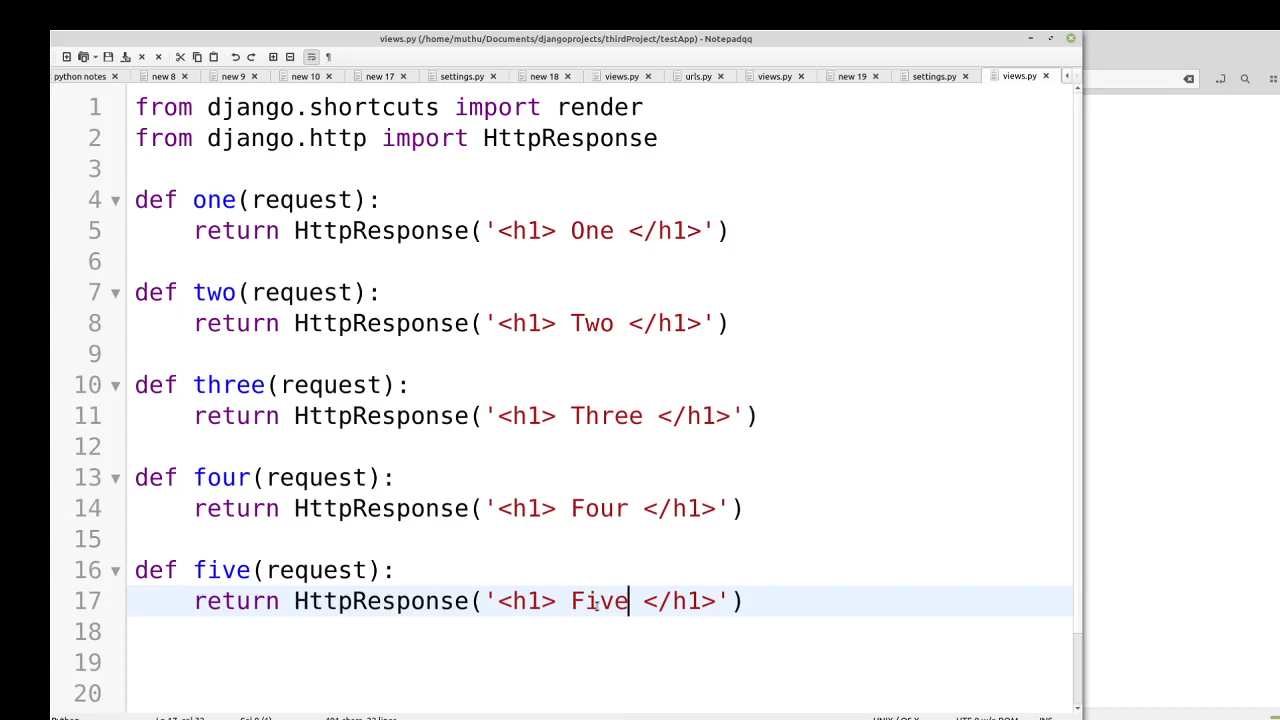 views.py (/home/muthu/Documents/djangoprojects/thirdProject/testApp) - Notepadqq
python notes new 8 new 9 new 10 new 17 settings.py new 18 views.py urls.py views.py new 19 settings.py views.py
1 from django.shortcuts import render
2 from django.http import HttpResponse
3
4 def one(request):
5 return HttpResponse('<h1> One </h1>')
6
7 def two(request):
8 return HttpResponse('<h1> Two </h1>')
9
10 def three(request):
11 return HttpResponse('<h1> Three </h1>')
12
13 def four(request):
14 return HttpResponse('<h1> Four </h1>')
15
16 def five(request):
17 return HttpResponse('<h1> Five </h1>')
18
19
20